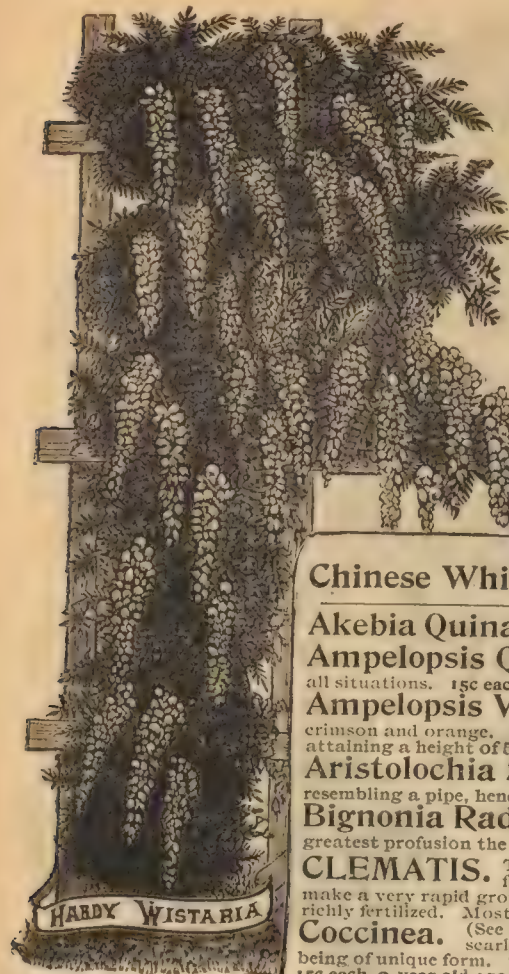 HARDY WISTARIA
Chinese Whi
Akebia Quina
Ampelopsis Q
all situations. 15c eac
Ampelopsis V
crimson and orange.
attaining a height of
Aristolochia
resembling a pipe, hen
Bignonia Rad
greatest profusion the
CLEMATIS.
make a very rapid gro
richly fertilized. Most
Coccinea. (See
scarl
being of unique form.